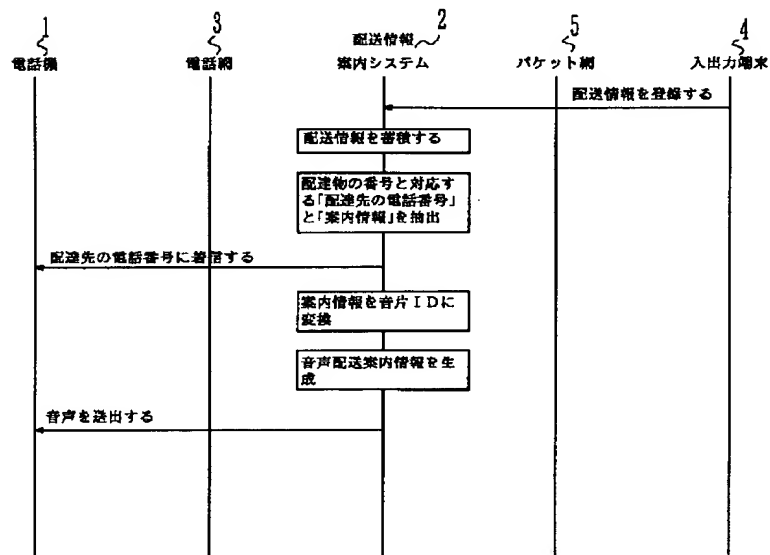 1
3
2
5
4
電話機
電話網
配送情報
案内システム
パケット網
入出力端末
配送情報を登録する
配送情報を蓄積する
配達物の番号と対応す
る「配達先の電話番号」
と「案内情報」を抽出
配達先の電話番号に着信する
案内情報を音片IDに
変換
音声配送案内情報を生
成
音声を送出する